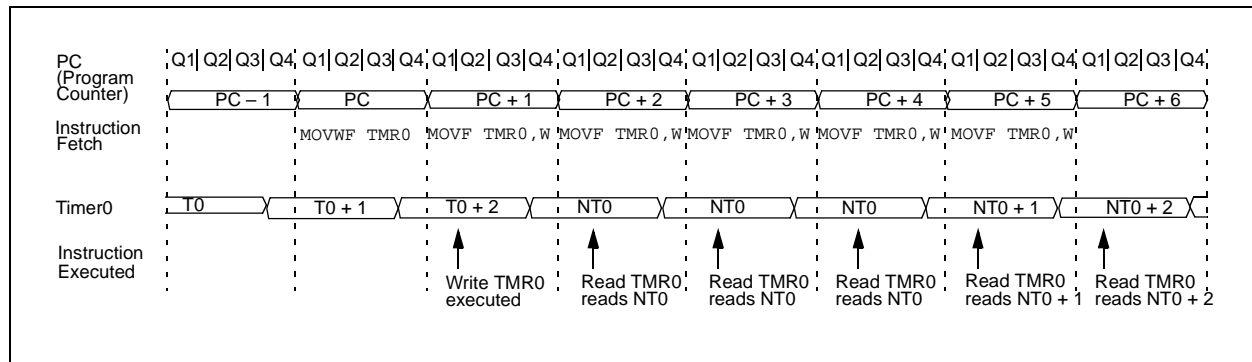 PC
(Program
Counter)
Q1 Q2 Q3 Q4 Q1 Q2 Q3 Q4 Q1 Q2 Q3 Q4 Q1 Q2 Q3 Q4 Q1 Q2 Q3 Q4 Q1 Q2 Q3 Q4 Q1 Q2 Q3 Q4 Q1 Q2 Q3 Q4
PC – 1 PC PC + 1 PC + 2 PC + 3 PC + 4 PC + 5 PC + 6
Instruction
Fetch
MOVWF TMR0 MOVF TMR0,W MOVF TMR0,W MOVF TMR0,W MOVF TMR0,W MOVF TMR0,W
Timer0
T0 T0 + 1 T0 + 2 NT0 NT0 NT0 NT0 + 1 NT0 + 2
Instruction
Executed
Write TMR0
executed
Read TMR0
reads NT0
Read TMR0
reads NT0
Read TMR0
reads NT0
Read TMR0
reads NT0 + 1
Read TMR0
reads NT0 + 2